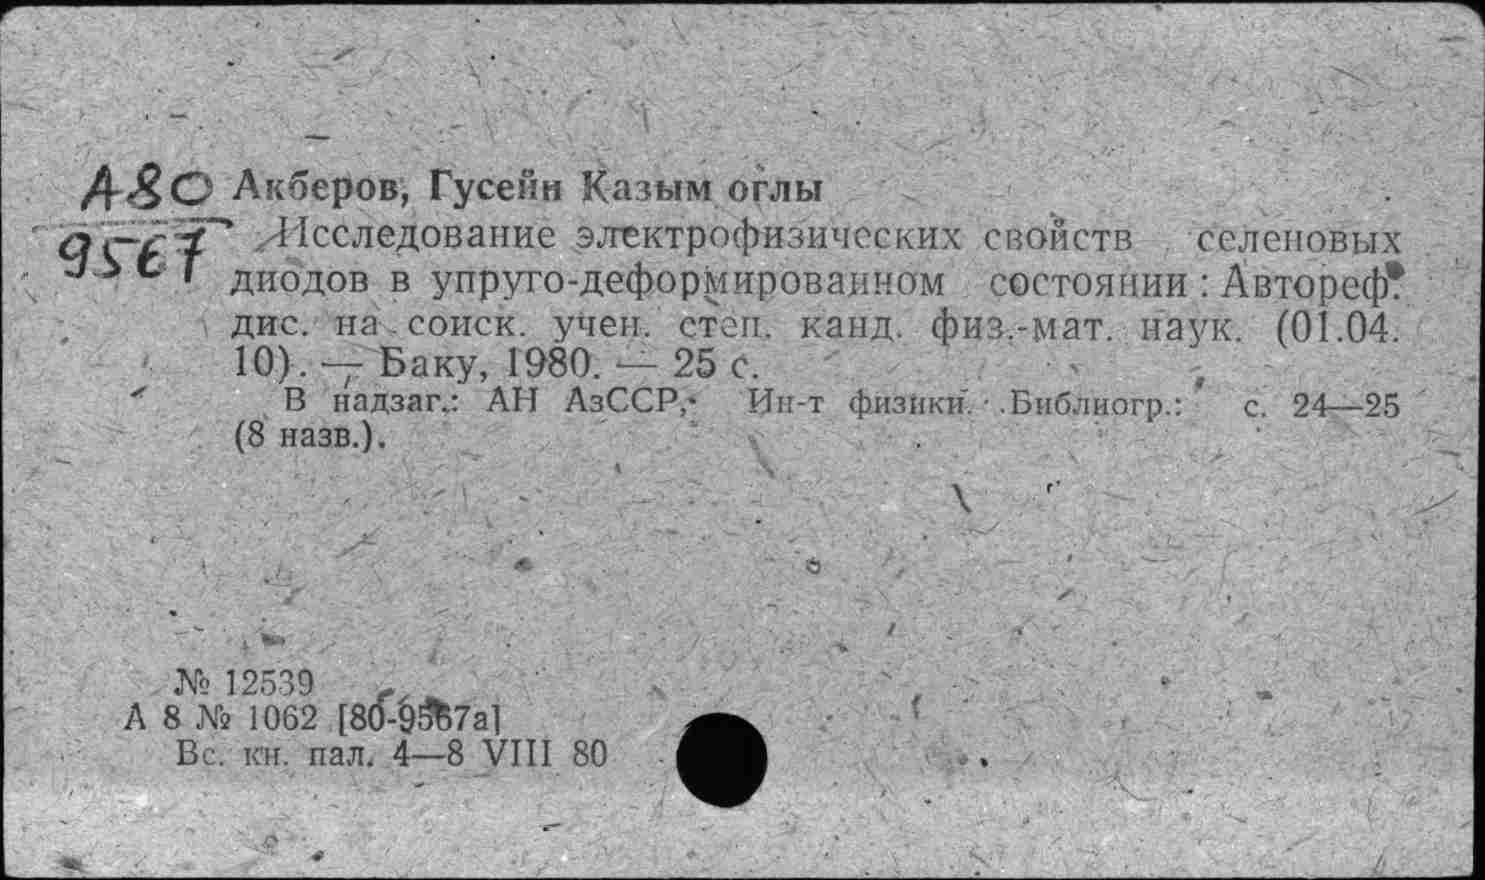 А80 Акберов, Гусейн Казым оглы
9567 Исследование электрофизических свойств селеновых
диодов в упруго-деформированном состоянии : Автореф.
дис. на соиск. учен. степ. канд. физ.-мат. наук. (01.04.
10). — Баку, 1980. — 25 с.
В надзаг.: АН АзССР, Ин-т физики. Библиогр.: с. 24—25
(8 назв.).
№ 12539
А 8 № 1062 [80-9567а]
Вс. кн. пал. 4—8 VIII 80